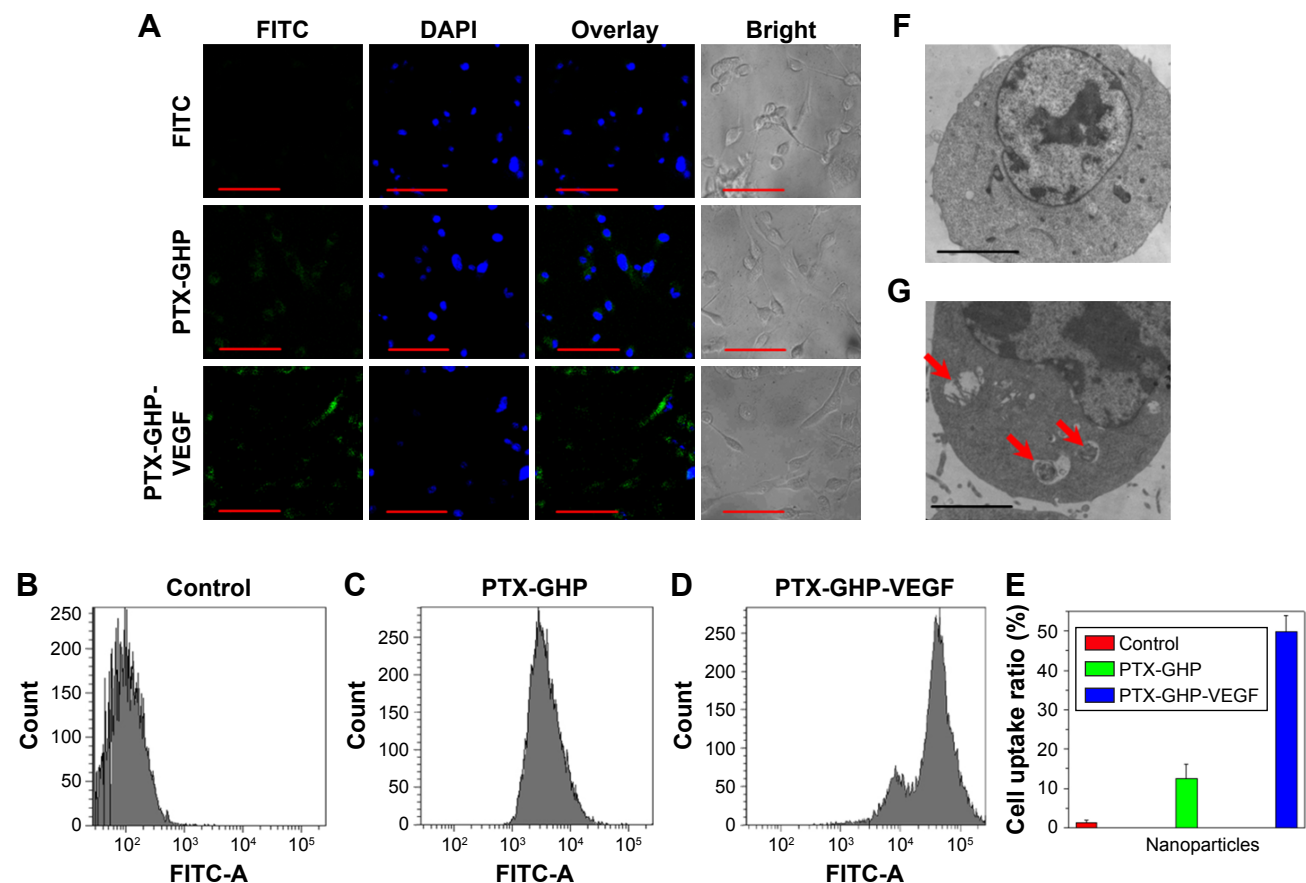 A
FITC
DAPI
Overlay
Bright
FITC
PTX-GHP
PTX-GHP-
VEGF
F
G
B
Control
Count
250
200
150
100
50
0
10²
10³
10⁴
10⁵
FITC-A
C
PTX-GHP
Count
250
200
150
100
50
0
10²
10³
10⁴
10⁵
FITC-A
D
PTX-GHP-VEGF
Count
250
200
150
100
50
0
10²
10³
10⁴
10⁵
FITC-A
E
Cell uptake ratio (%)
50
40
30
20
10
0
Control
PTX-GHP
PTX-GHP-VEGF
Nanoparticles